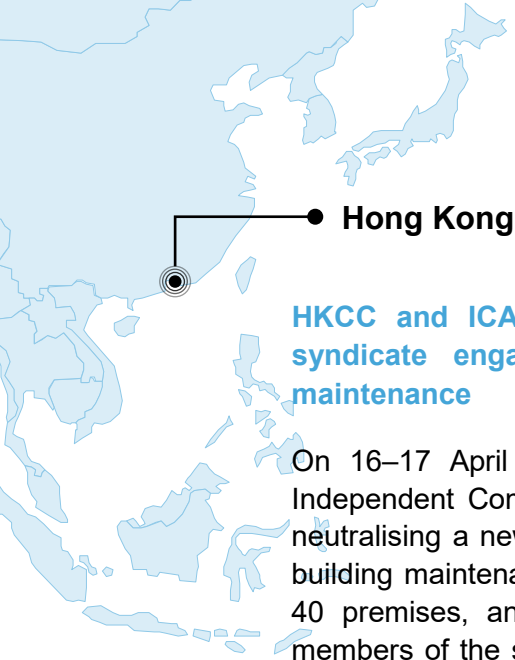 Hong Kong
HKCC and ICA
syndicate enga
maintenance
On 16–17 April
Independent Con
neutralising a new
building maintena
40 premises, an
members of the s